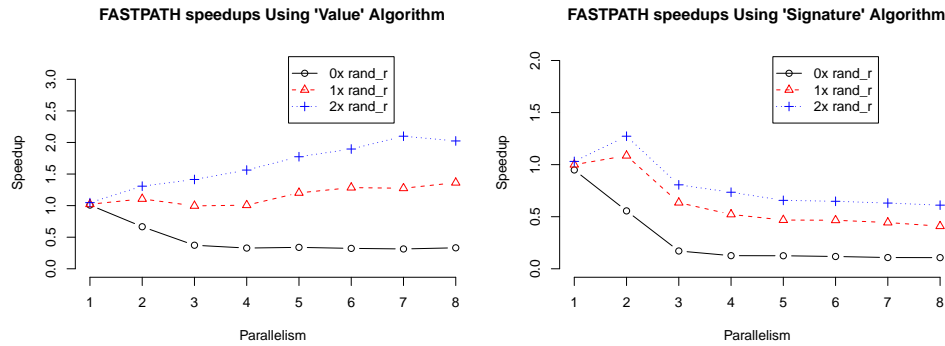 FASTPATH speedups Using 'Value' Algorithm
0x rand_r
1x rand_r
2x rand_r
Speedup
3.0
2.5
2.0
1.5
1.0
0.5
0.0
1 2 3 4 5 6 7 8
Parallelism
FASTPATH speedups Using 'Signature' Algorithm
0x rand_r
1x rand_r
2x rand_r
Speedup
2.0
1.5
1.0
0.5
0.0
1 2 3 4 5 6 7 8
Parallelism